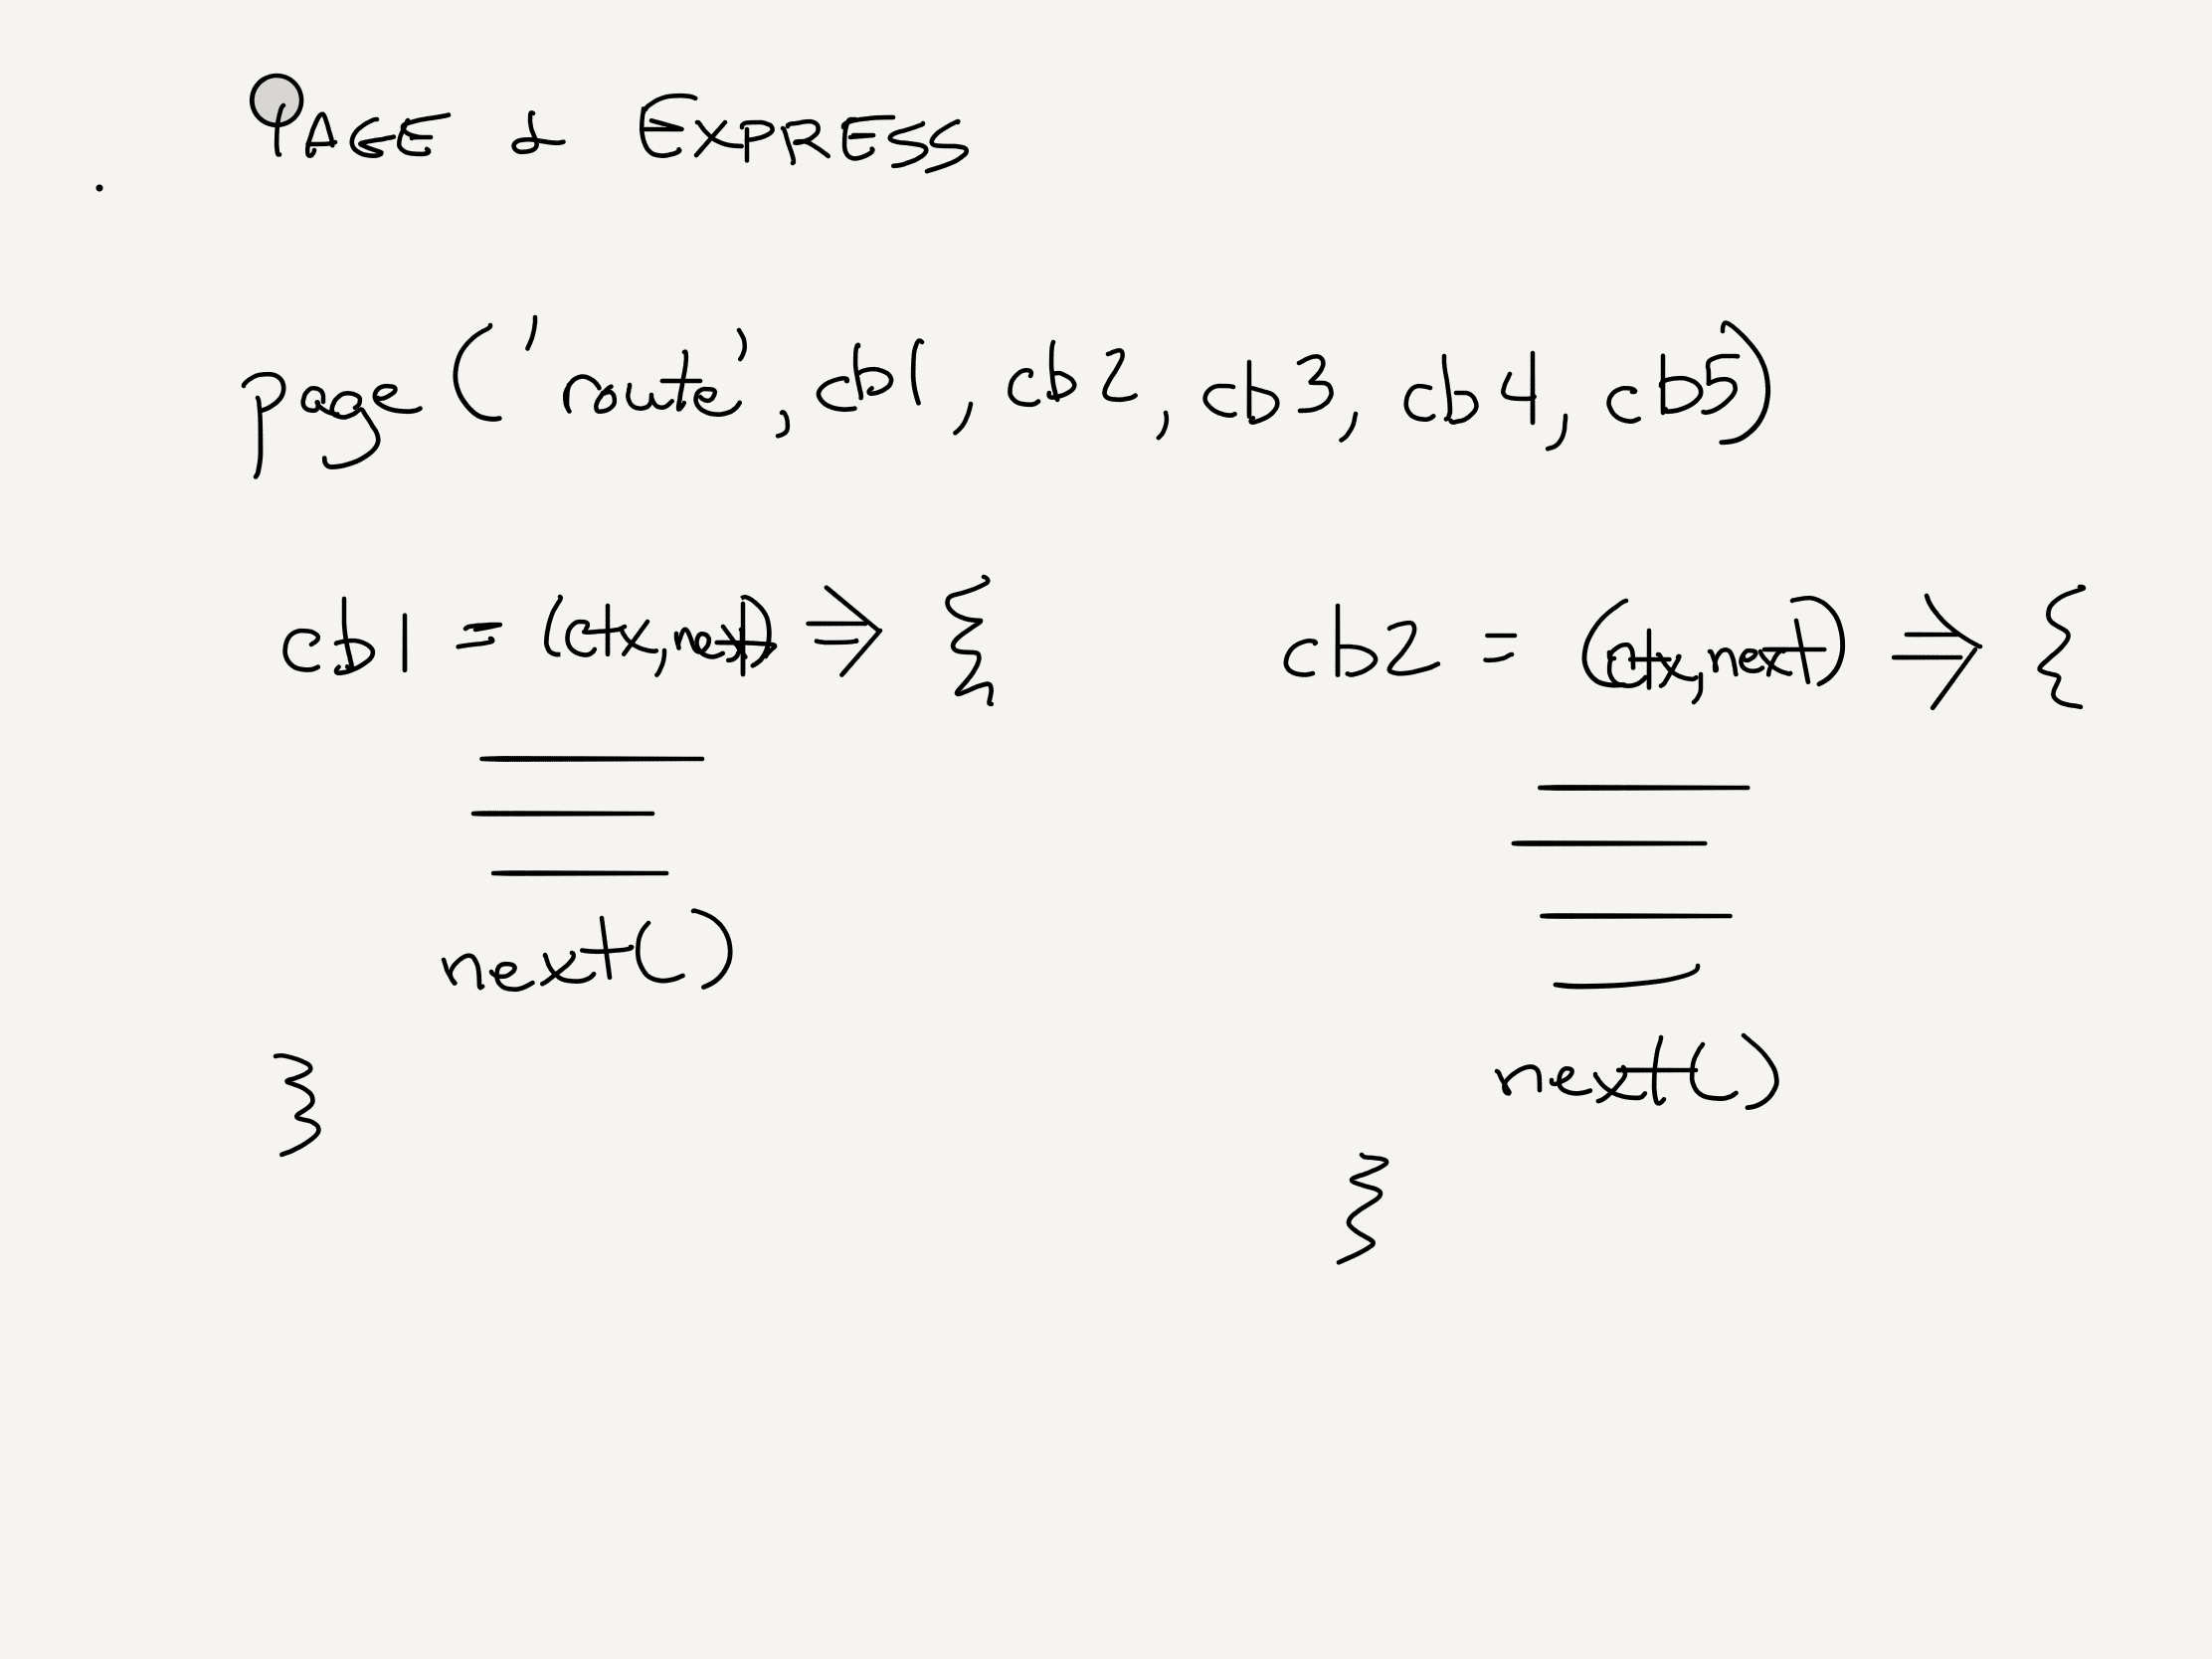 PAGE & EXPRESS
page('route', cb1, cb2, cb3, cb4, cb5)
cb1 = (ctx,next) => {
next()
}
cb2 = (ctx,next) => {
next()
}